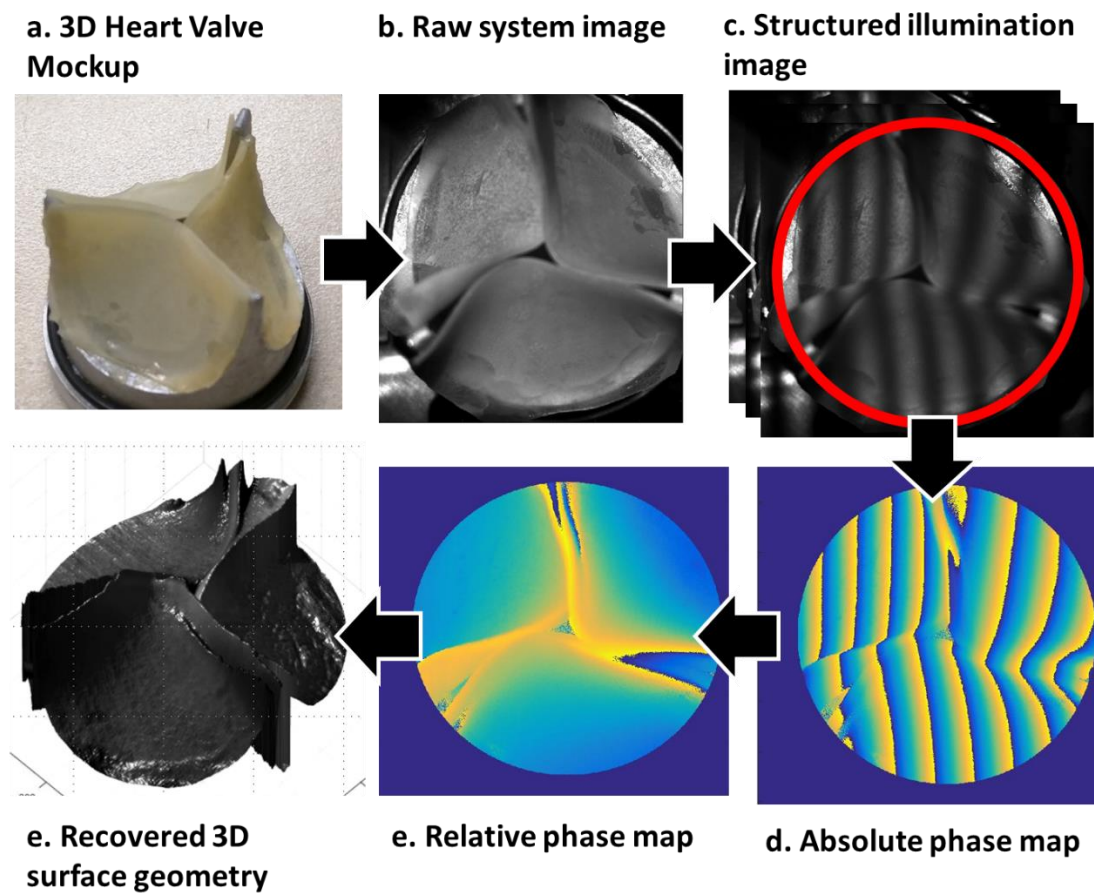 a. 3D Heart Valve
Mockup
b. Raw system image
c. Structured illumination
image
e. Recovered 3D
surface geometry
e. Relative phase map
d. Absolute phase map